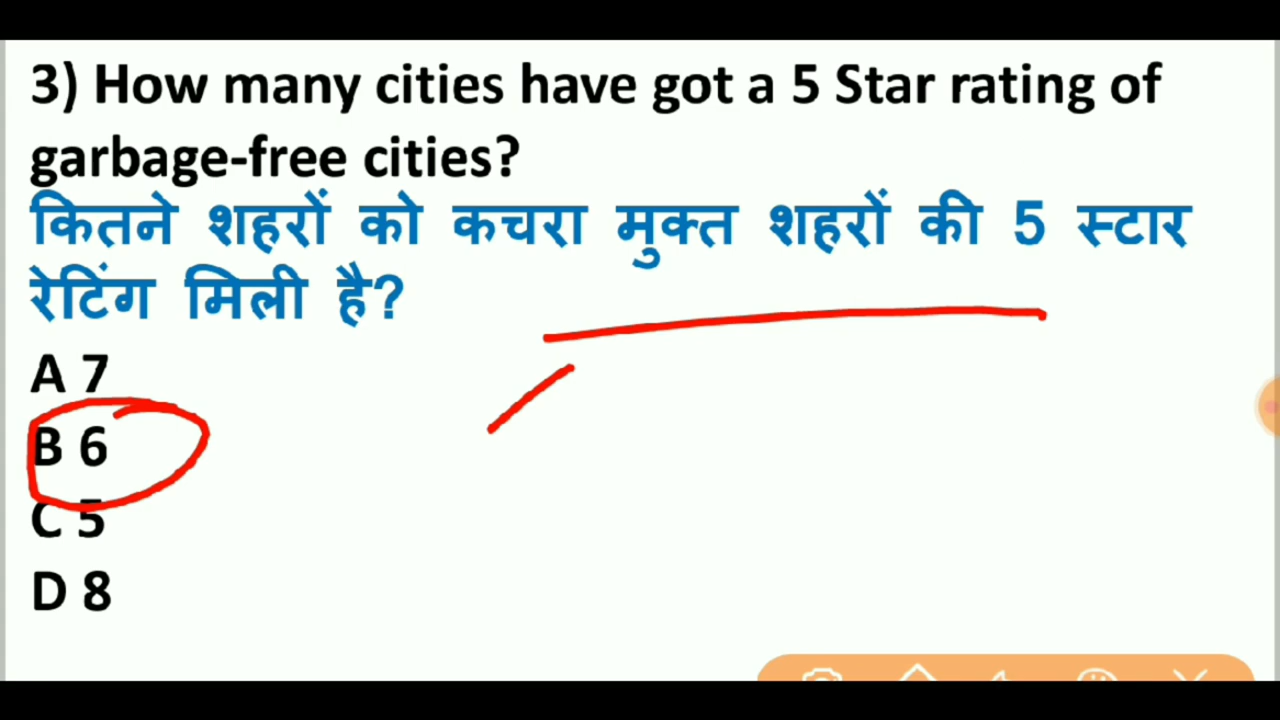 3) How many cities have got a 5 Star rating of
garbage-free cities?
कितने शहरों को कचरा मुक्त शहरों की 5 स्टार
रेटिंग मिली है?
A 7
B 6
C 5
D 8